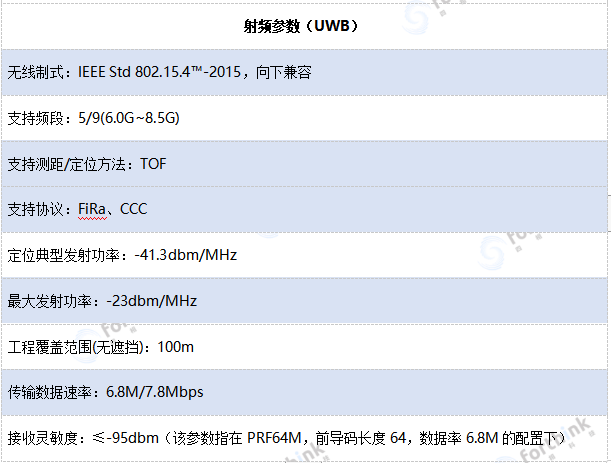 射频参数（UWB）
无线制式：IEEE Std 802.15.4™-2015，向下兼容
支持频段：5/9(6.0G~8.5G)
支持测距/定位方法：TOF
支持协议：FiRa、CCC
定位典型发射功率：-41.3dbm/MHz
最大发射功率：-23dbm/MHz
工程覆盖范围(无遮挡)：100m
传输数据速率：6.8M/7.8Mbps
接收灵敏度：≤-95dbm（该参数指在 PRF64M，前导码长度 64，数据率 6.8M 的配置下）